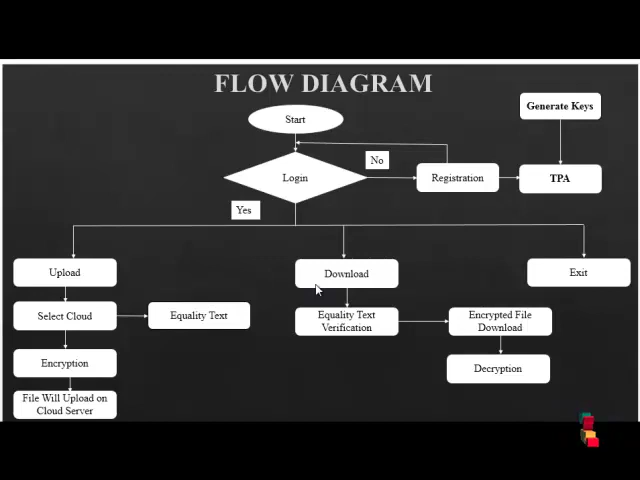 FLOW DIAGRAM
Generate Keys
Start
No
Login
Registration
TPA
Yes
Upload
Download
Exit
Select Cloud
Equality Text
Equality Text
Verification
Encrypted File
Download
Encryption
Decryption
File Will Upload on
Cloud Server